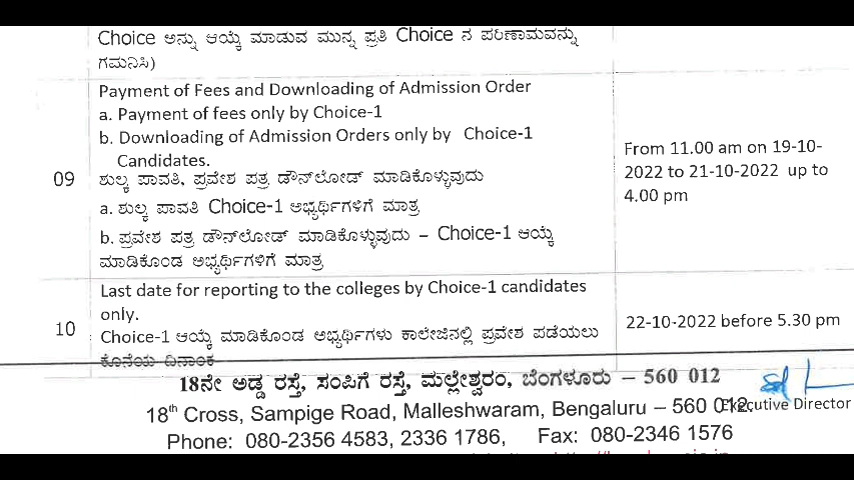 Choice ಅನ್ನು ಆಯ್ಕೆ ಮಾಡುವ ಮುನ್ನ ಪ್ರತಿ Choice ನ ಪರಿಣಾಮವನ್ನು
ಗಮನಿಸಿ)
09
Payment of Fees and Downloading of Admission Order
a. Payment of fees only by Choice-1
b. Downloading of Admission Orders only by Choice-1
Candidates.
ಶುಲ್ಕ ಪಾವತಿ, ಪ್ರವೇಶ ಪತ್ರ ಡೌನ್‌ಲೋಡ್ ಮಾಡಿಕೊಳ್ಳುವುದು
a. ಶುಲ್ಕ ಪಾವತಿ Choice-1 ಅಭ್ಯರ್ಥಿಗಳಿಗೆ ಮಾತ್ರ
b. ಪ್ರವೇಶ ಪತ್ರ ಡೌನ್‌ಲೋಡ್ ಮಾಡಿಕೊಳ್ಳುವುದು – Choice-1 ಆಯ್ಕೆ
ಮಾಡಿಕೊಂಡ ಅಭ್ಯರ್ಥಿಗಳಿಗೆ ಮಾತ್ರ
From 11.00 am on 19-10-
2022 to 21-10-2022 up to
4.00 pm
10
Last date for reporting to the colleges by Choice-1 candidates
only.
Choice-1 ಆಯ್ಕೆ ಮಾಡಿಕೊಂಡ ಅಭ್ಯರ್ಥಿಗಳು ಕಾಲೇಜಿನಲ್ಲಿ ಪ್ರವೇಶ ಪಡೆಯಲು
ಕೊನೆಯ ದಿನಾಂಕ
22-10-2022 before 5.30 pm
18ನೇ ಅಡ್ಡ ರಸ್ತೆ, ಸಂಪಿಗೆ ರಸ್ತೆ, ಮಲ್ಲೇಶ್ವರಂ, ಬೆಂಗಳೂರು – 560 012
18th Cross, Sampige Road, Malleshwaram, Bengaluru – 560 012.
Executive Director
Phone: 080-2356 4583, 2336 1786, Fax: 080-2346 1576